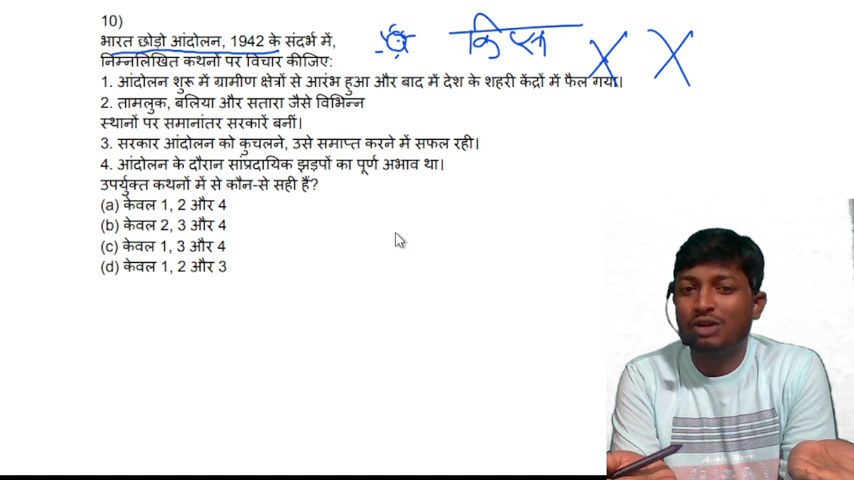 10)
भारत छोड़ो आंदोलन, 1942 के संदर्भ में,
निम्नलिखित कथनों पर विचार कीजिए:
1. आंदोलन शुरू में ग्रामीण क्षेत्रों से आरंभ हुआ और बाद में देश के शहरी केंद्रों में फैल गया।
2. तामलुक, बलिया और सतारा जैसे विभिन्न
स्थानों पर समानांतर सरकारें बनीं।
3. सरकार आंदोलन को कुचलने, उसे समाप्त करने में सफल रही।
4. आंदोलन के दौरान सांप्रदायिक झड़पों का पूर्ण अभाव था।
उपर्युक्त कथनों में से कौन-से सही हैं?
(a) केवल 1, 2 और 4
(b) केवल 2, 3 और 4
(c) केवल 1, 3 और 4
(d) केवल 1, 2 और 3